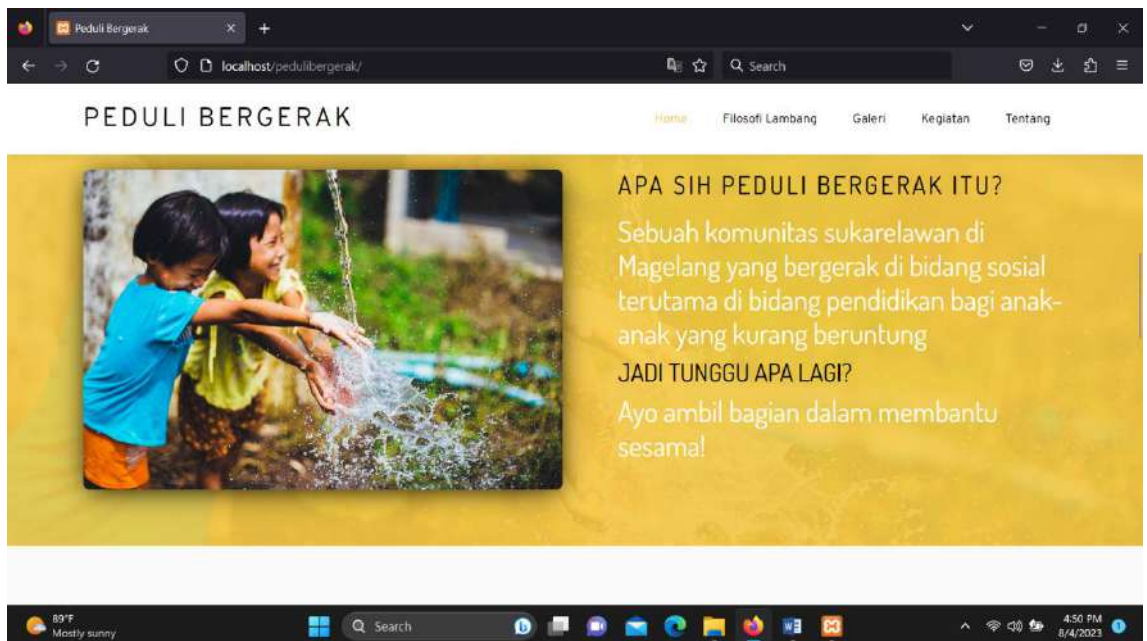 Peduli Bergerak
localhost/pedulibergerak/
Search
PEDULI BERGERAK
Home Filosofi Lambang Galeri Kegiatan Tentang
APA SIH PEDULI BERGERAK ITU?
Sebuah komunitas sukarelawan di
Magelang yang bergerak di bidang sosial
terutama di bidang pendidikan bagi anak-
anak yang kurang beruntung
JADI TUNGGU APA LAGI?
Ayo ambil bagian dalam membantu
sesama!
89°F
Mostly sunny
Search
4:50 PM
8/4/2023
1